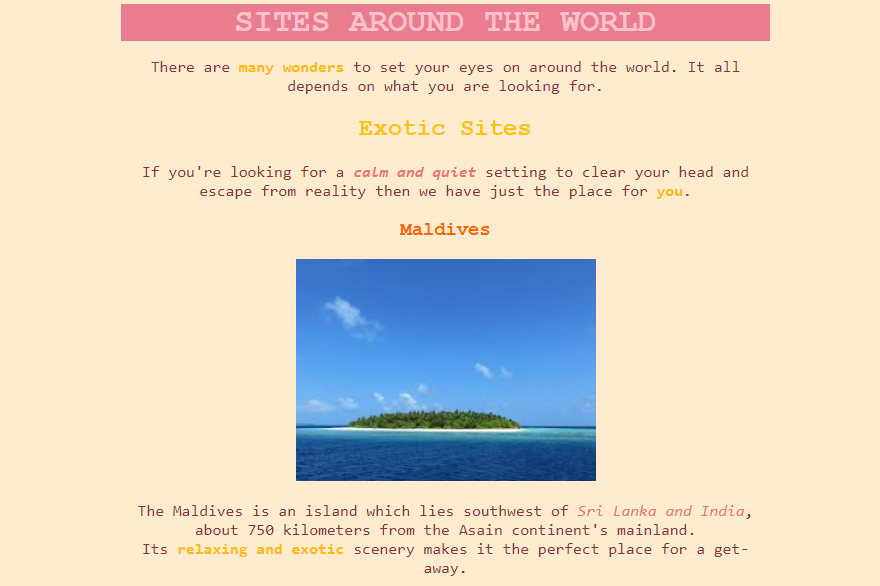 SITES AROUND THE WORLD
There are many wonders to set your eyes on around the world. It all
depends on what you are looking for.
Exotic Sites
If you're looking for a calm and quiet setting to clear your head and
escape from reality then we have just the place for you.
Maldives
The Maldives is an island which lies southwest of Sri Lanka and India,
about 750 kilometers from the Asain continent's mainland.
Its relaxing and exotic scenery makes it the perfect place for a get-
away.